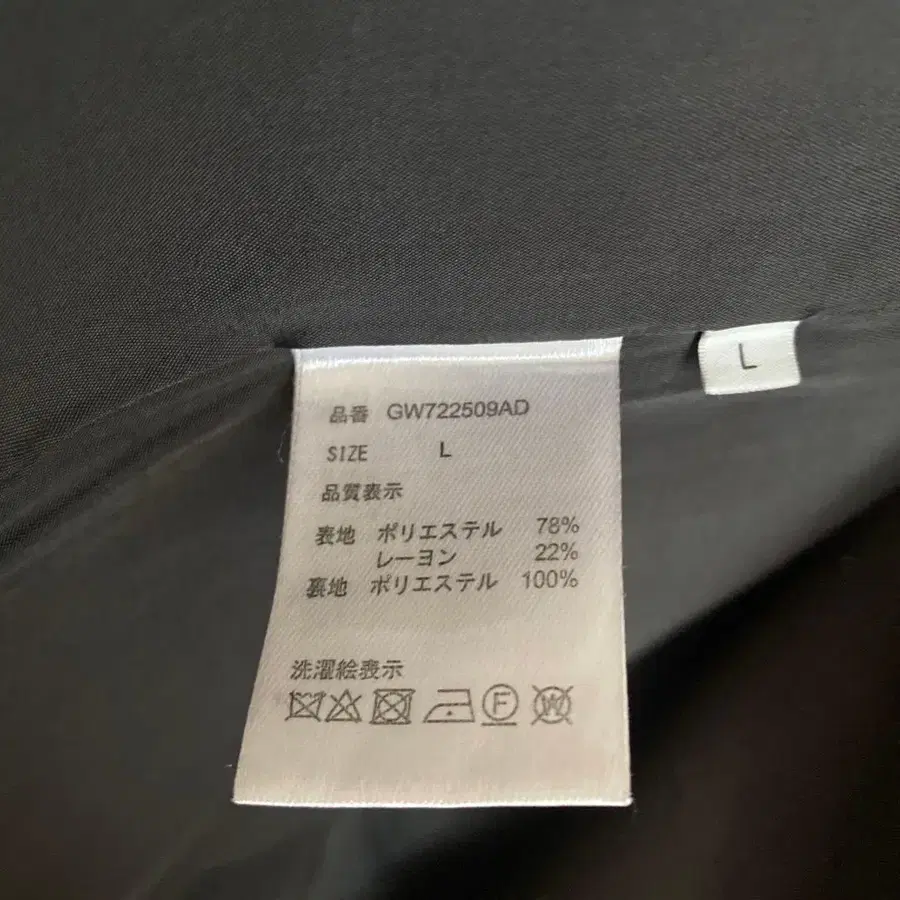 品番 GW722509AD
SIZE L
品質表示
表地 ポリエステル 78%
レーヨン 22%
裏地 ポリエステル 100%
洗濯絵表示
F W
L